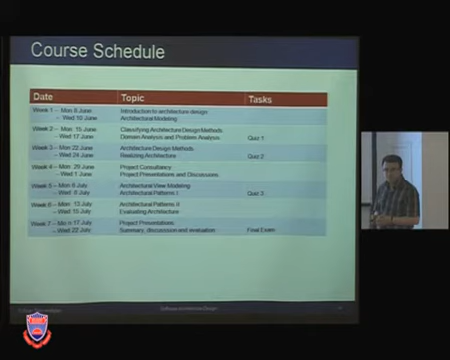 Course Schedule
Date Topic Tasks
Week 1 – Mon 8 June Introduction to architecture design
– Wed 10 June Architectural Modeling
Week 2 – Mon 15 June Classifying Architecture Design Methods
– Wed 17 June Domain Analysis and Problem Analysis Quiz 1
Week 3 – Mon 22 June Architecture Design Methods
– Wed 24 June Realizing Architecture Quiz 2
Week 4 – Mon 29 June Project Consultancy
– Wed 1 June Project Presentations and Discussions
Week 5 – Mon 6 July Architectural View Modeling
– Wed 8 July Architectural Patterns I Quiz 3
Week 6 – Mon 13 July Architectural Patterns II
– Wed 15 July Evaluating Architecture
Week 7 – Mon 17 July Project Presentations
– Wed 22 July Summary, discussion and evaluation Final Exam
Software Architecture Design